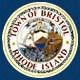 TOWN OF BRISTOL
RHODE ISLAND